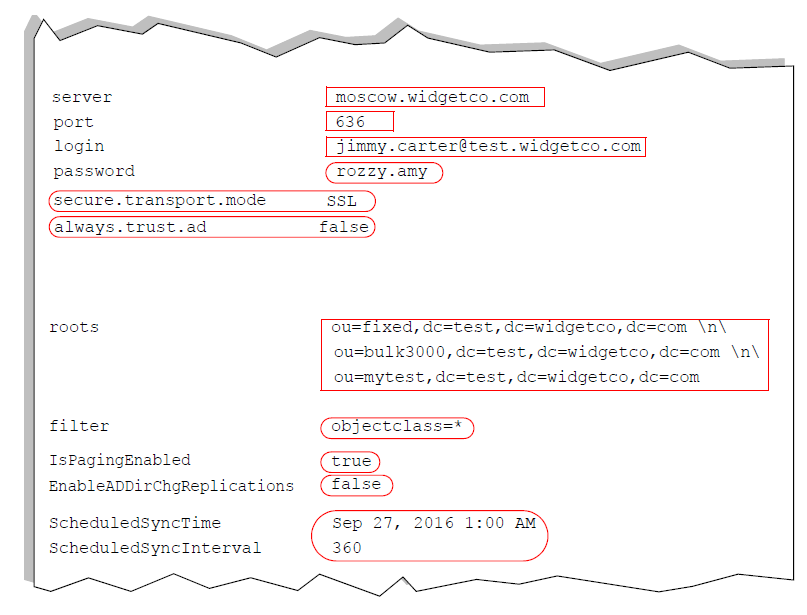 server moscow.widgetco.com
port 636
login jimmy.carter@test.widgetco.com
password rozzy.amy
secure.transport.mode SSL
always.trust.ad false
roots ou=fixed,dc=test,dc=widgetco,dc=com \n\
ou=bulk3000,dc=test,dc=widgetco,dc=com \n\
ou=mytest,dc=test,dc=widgetco,dc=com
filter objectclass=*
IsPagingEnabled true
EnableADDirChgReplications false
ScheduledSyncTime Sep 27, 2016 1:00 AM
ScheduledSyncInterval 360